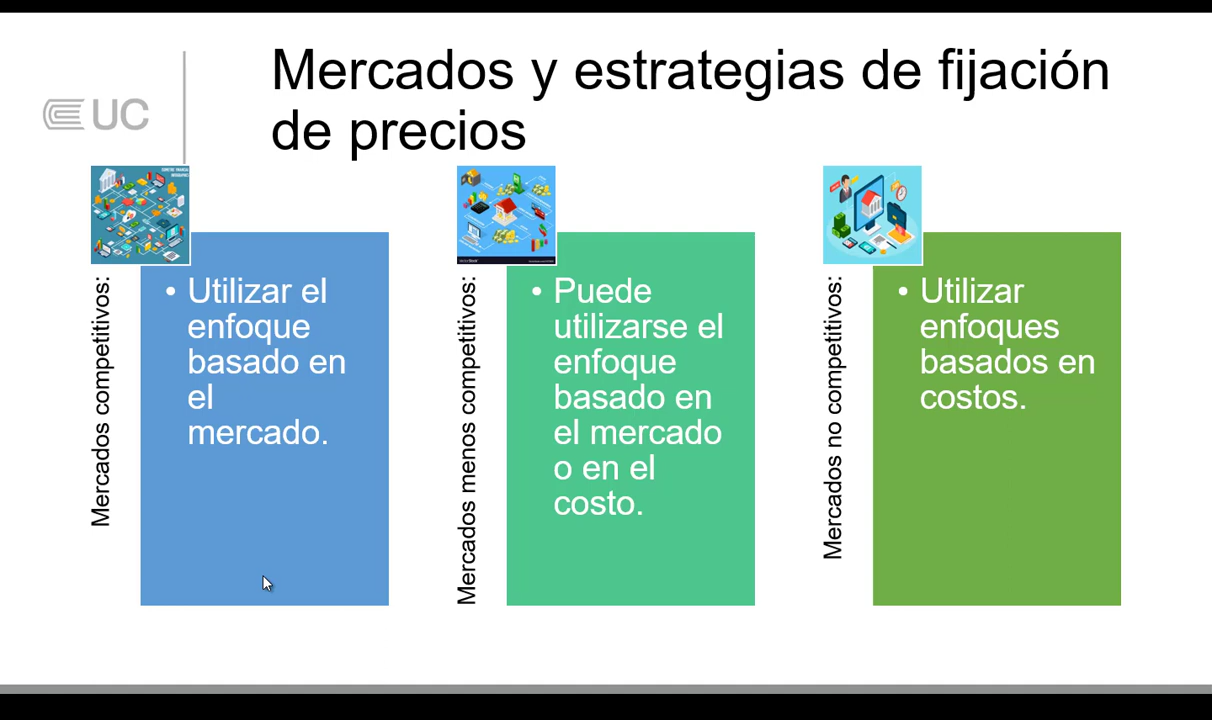 Mercados y estrategias de fijación
de precios
UC
Mercados competitivos:
• Utilizar el
enfoque
basado en
el
mercado.
Mercados menos competitivos:
• Puede
utilizarse el
enfoque
basado en
el mercado
o en el
costo.
Mercados no competitivos:
• Utilizar
enfoques
basados en
costos.